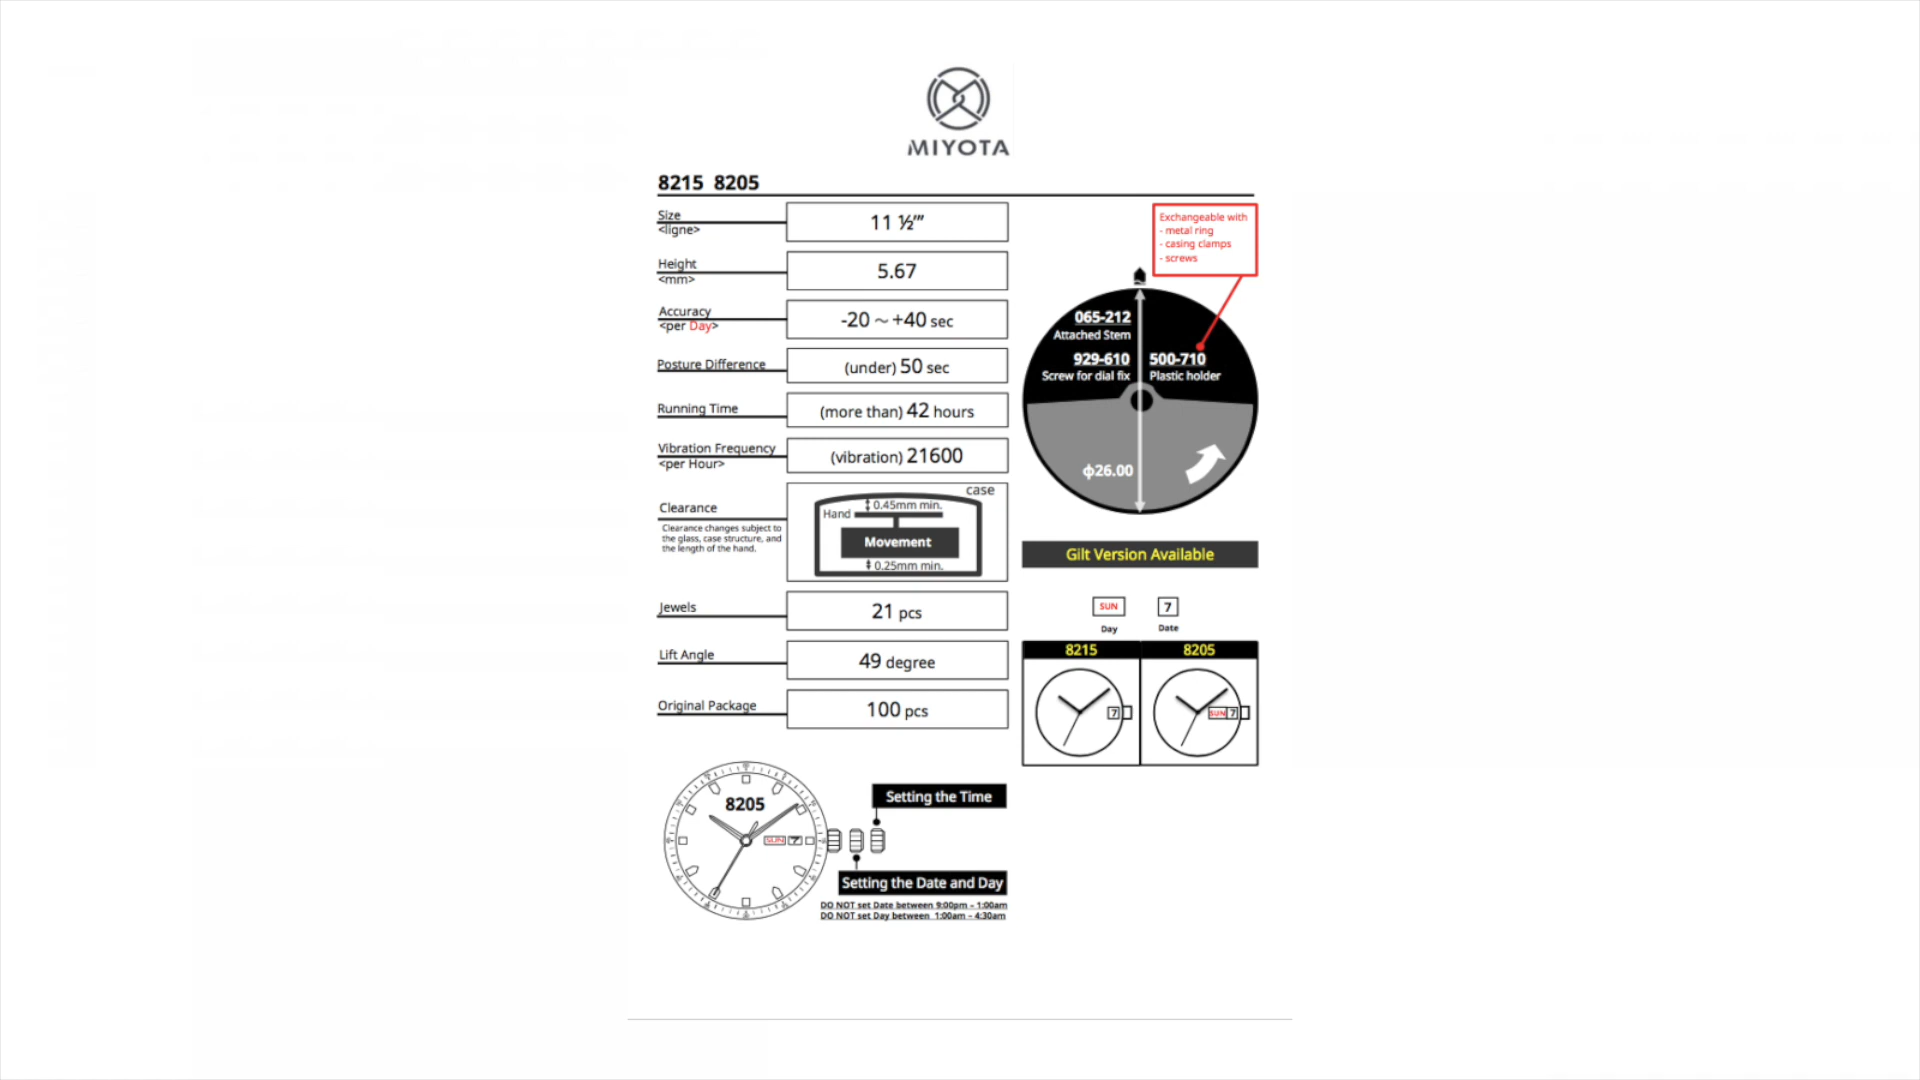 MIYOTA
8215 8205
Size
<ligne>
11 ½‴
Height
<mm>
5.67
Accuracy
<per Day>
-20 ~ +40 sec
Posture Difference
(under) 50 sec
Running Time
(more than) 42 hours
Vibration Frequency
<per Hour>
(vibration) 21600
Clearance
Clearance changes subject to
the glass, case structure, and
the length of the hand.
case
0.45mm min.
Hand
Movement
0.25mm min.
Jewels
21 pcs
Lift Angle
49 degree
Original Package
100 pcs
Exchangeable with
- metal ring
- casing clamps
- screws
065-212
Attached Stem
929-610
Screw for dial fix
500-710
Plastic holder
ϕ26.00
Gilt Version Available
SUN
Day
7
Date
8215
8205
7
SUN 7
8205
SUN 7
Setting the Time
Setting the Date and Day
DO NOT set Date between 9:00pm – 1:00am
DO NOT set Day between 1:00am – 4:30am